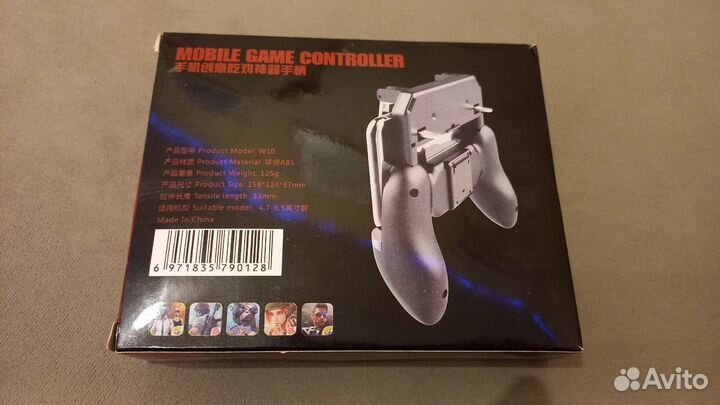 MOBILE GAME CONTROLLER
手机创意吃鸡神器手柄
产品型号 Product Model: W10
产品材质 Product Material: 环保ABS
产品重量 Product Weight: 125g
产品尺寸 Product Size: 158*124*37mm
拉伸长度 Tensile length: 33mm
适用机型 Suitable model: 4.7-6.5英寸屏
Made In China
6 971835 790128
Avito